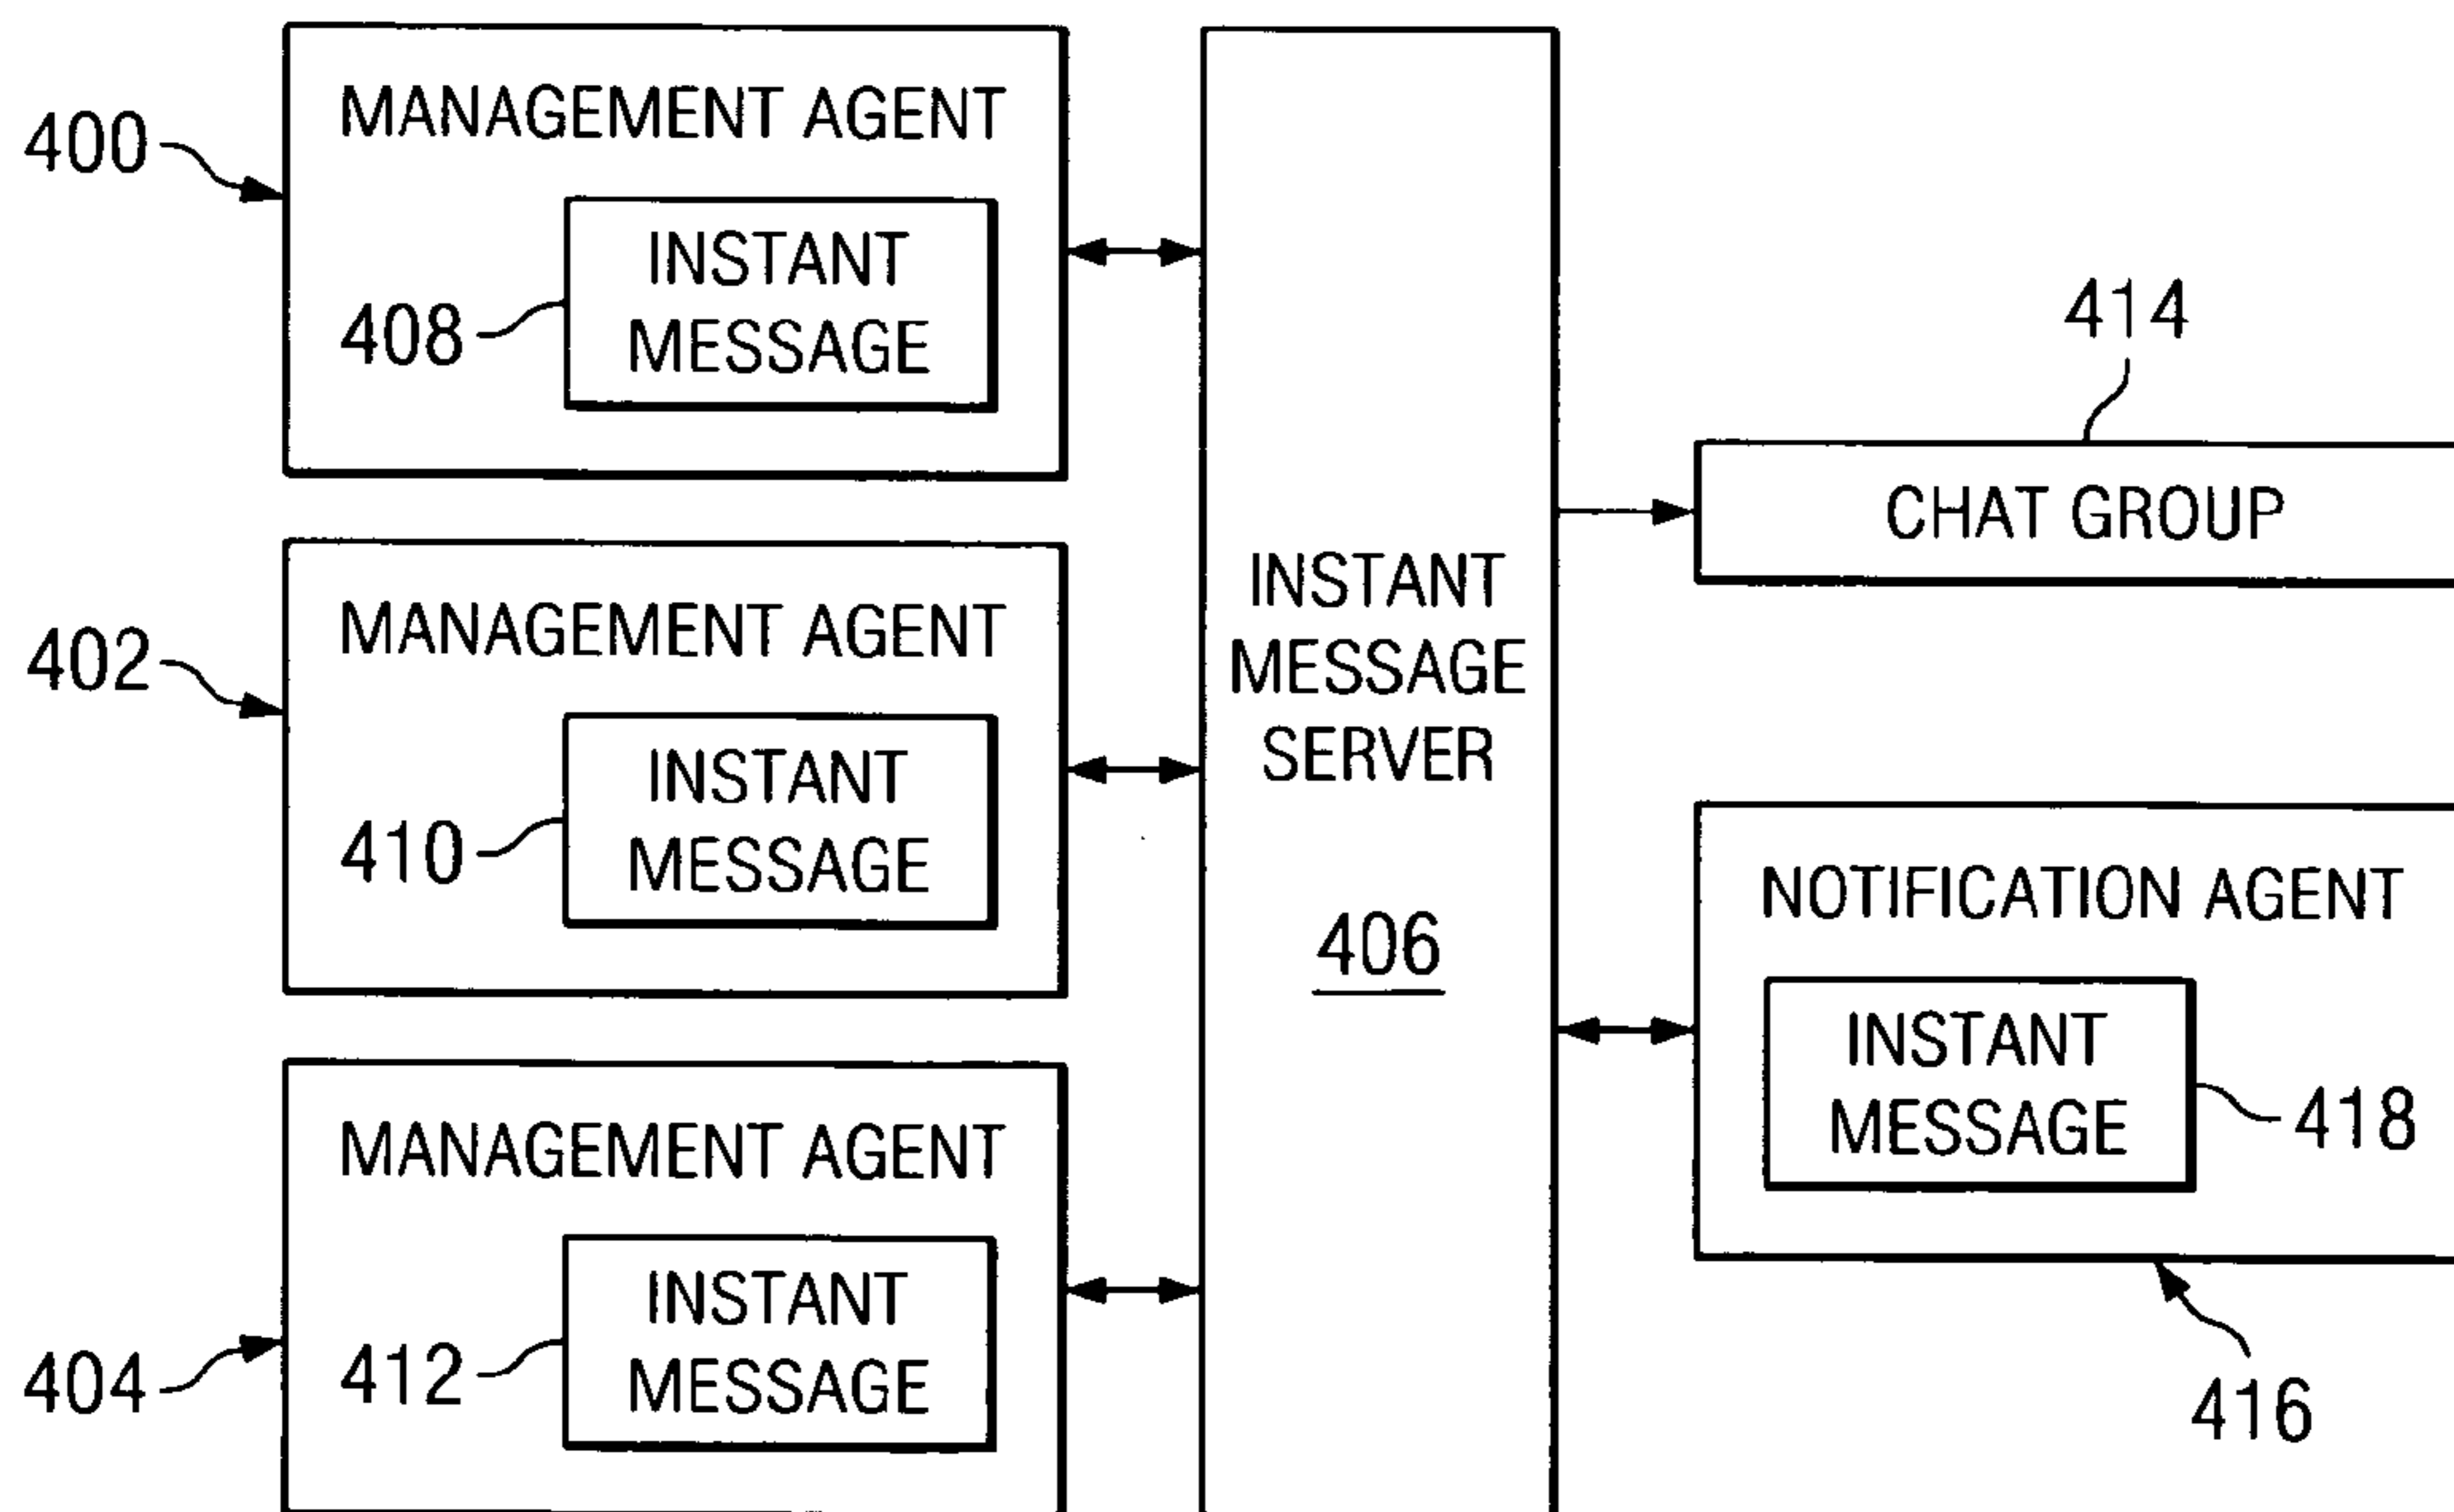 400
MANAGEMENT AGENT
408
INSTANT
MESSAGE
402
MANAGEMENT AGENT
410
INSTANT
MESSAGE
404
MANAGEMENT AGENT
412
INSTANT
MESSAGE
INSTANT
MESSAGE
SERVER
406
414
CHAT GROUP
NOTIFICATION AGENT
INSTANT
MESSAGE
418
416